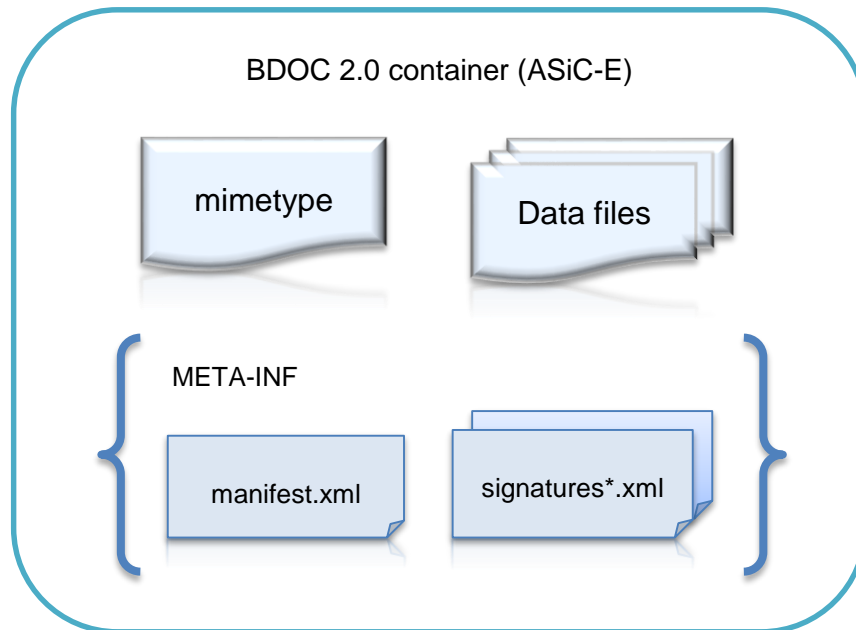 BDOC 2.0 container (ASiC-E)
mimetype
Data files
META-INF
manifest.xml
signatures*.xml